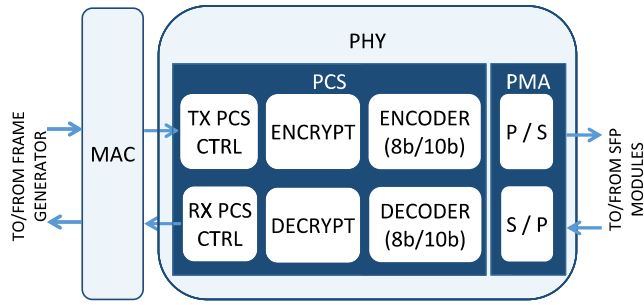 PHY
PCS
PMA
TO/FROM FRAME
GENERATOR
MAC
TX PCS
CTRL
ENCRYPT
ENCODER
(8b/10b)
P / S
RX PCS
CTRL
DECRYPT
DECODER
(8b/10b)
S / P
TO/FROM SFP
MODULES